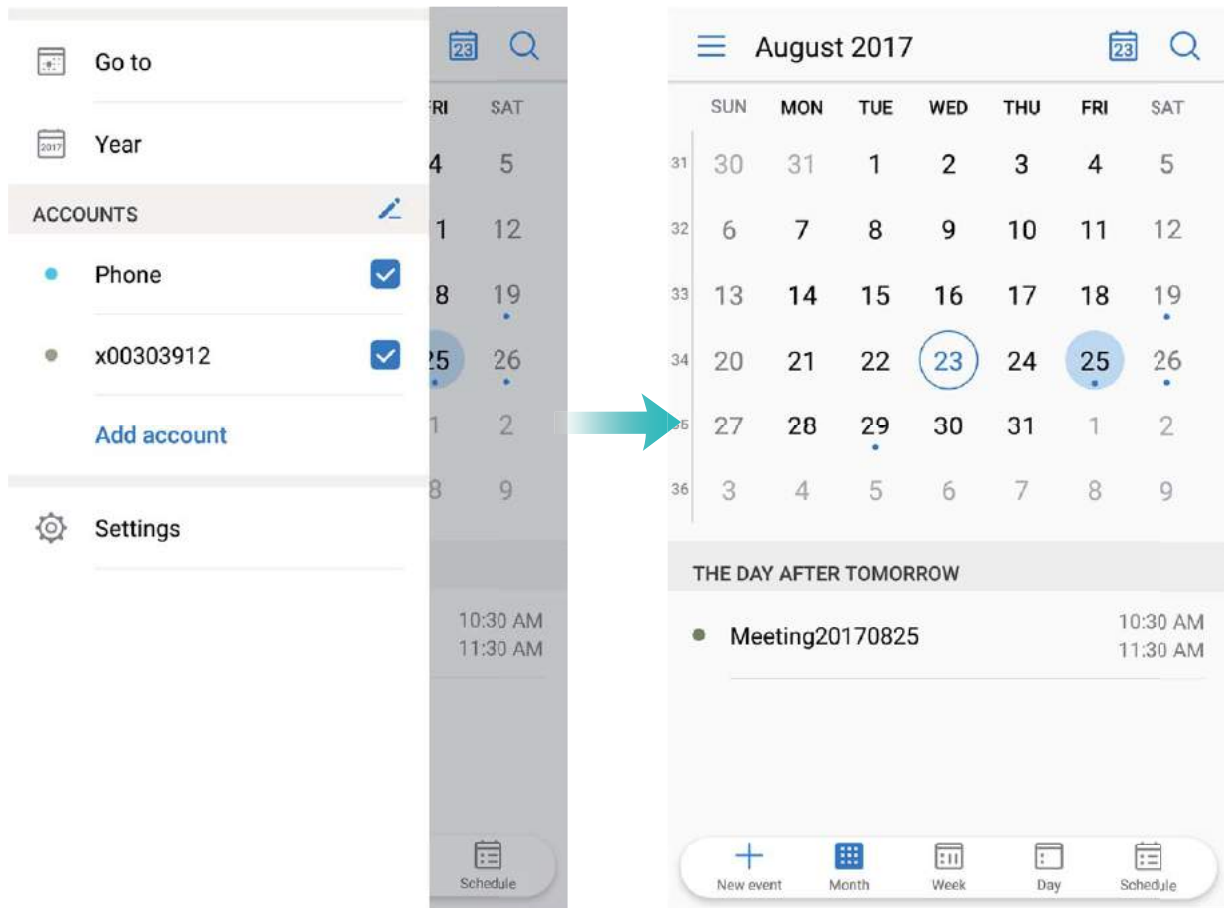 Go to
2017 Year
ACCOUNTS
Phone
x00303912
Add account
Settings
23
SAT
4 5
12
19
26
1 2
8 9
10:30 AM
11:30 AM
Schedule
August 2017 23
SUN MON TUE WED THU FRI SAT
31 30 31 1 2 3 4 5
32 6 7 8 9 10 11 12
33 13 14 15 16 17 18 19
34 20 21 22 23 24 25 26
27 28 29 30 31 1 2
36 3 4 5 6 7 8 9
THE DAY AFTER TOMORROW
Meeting20170825 10:30 AM
11:30 AM
New event Month Week Day Schedule